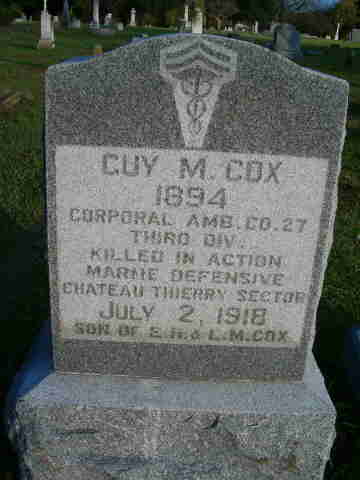 GUY M. COX
1894
CORPORAL AMB. CO. 27
THIRD DIV.
KILLED IN ACTION
MARNE DEFENSIVE
CHATEAU THIERRY SECTOR
JULY 2, 1918
SON OF E. H. & L. M. COX